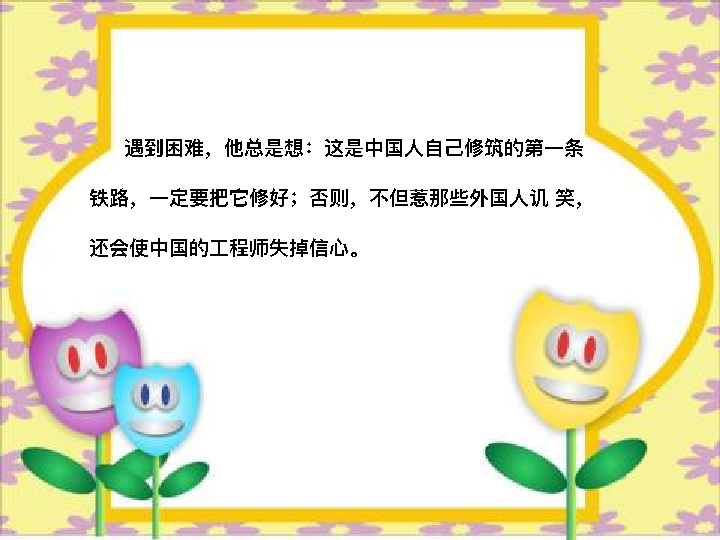 遇到困难，他总是想：这是中国人自己修筑的第一条
铁路，一定要把它修好；否则，不但惹那些外国人讥 笑，
还会使中国的工程师失掉信心。